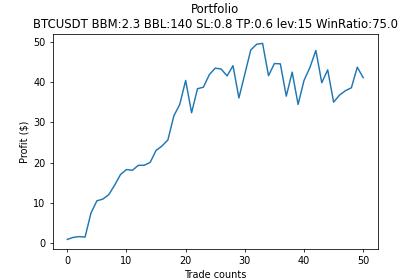 Portfolio
BTCUSDT BBM:2.3 BBL:140 SL:0.8 TP:0.6 lev:15 WinRatio:75.0
50
40
30
20
10
0
Profit ($)
0 10 20 30 40 50
Trade counts